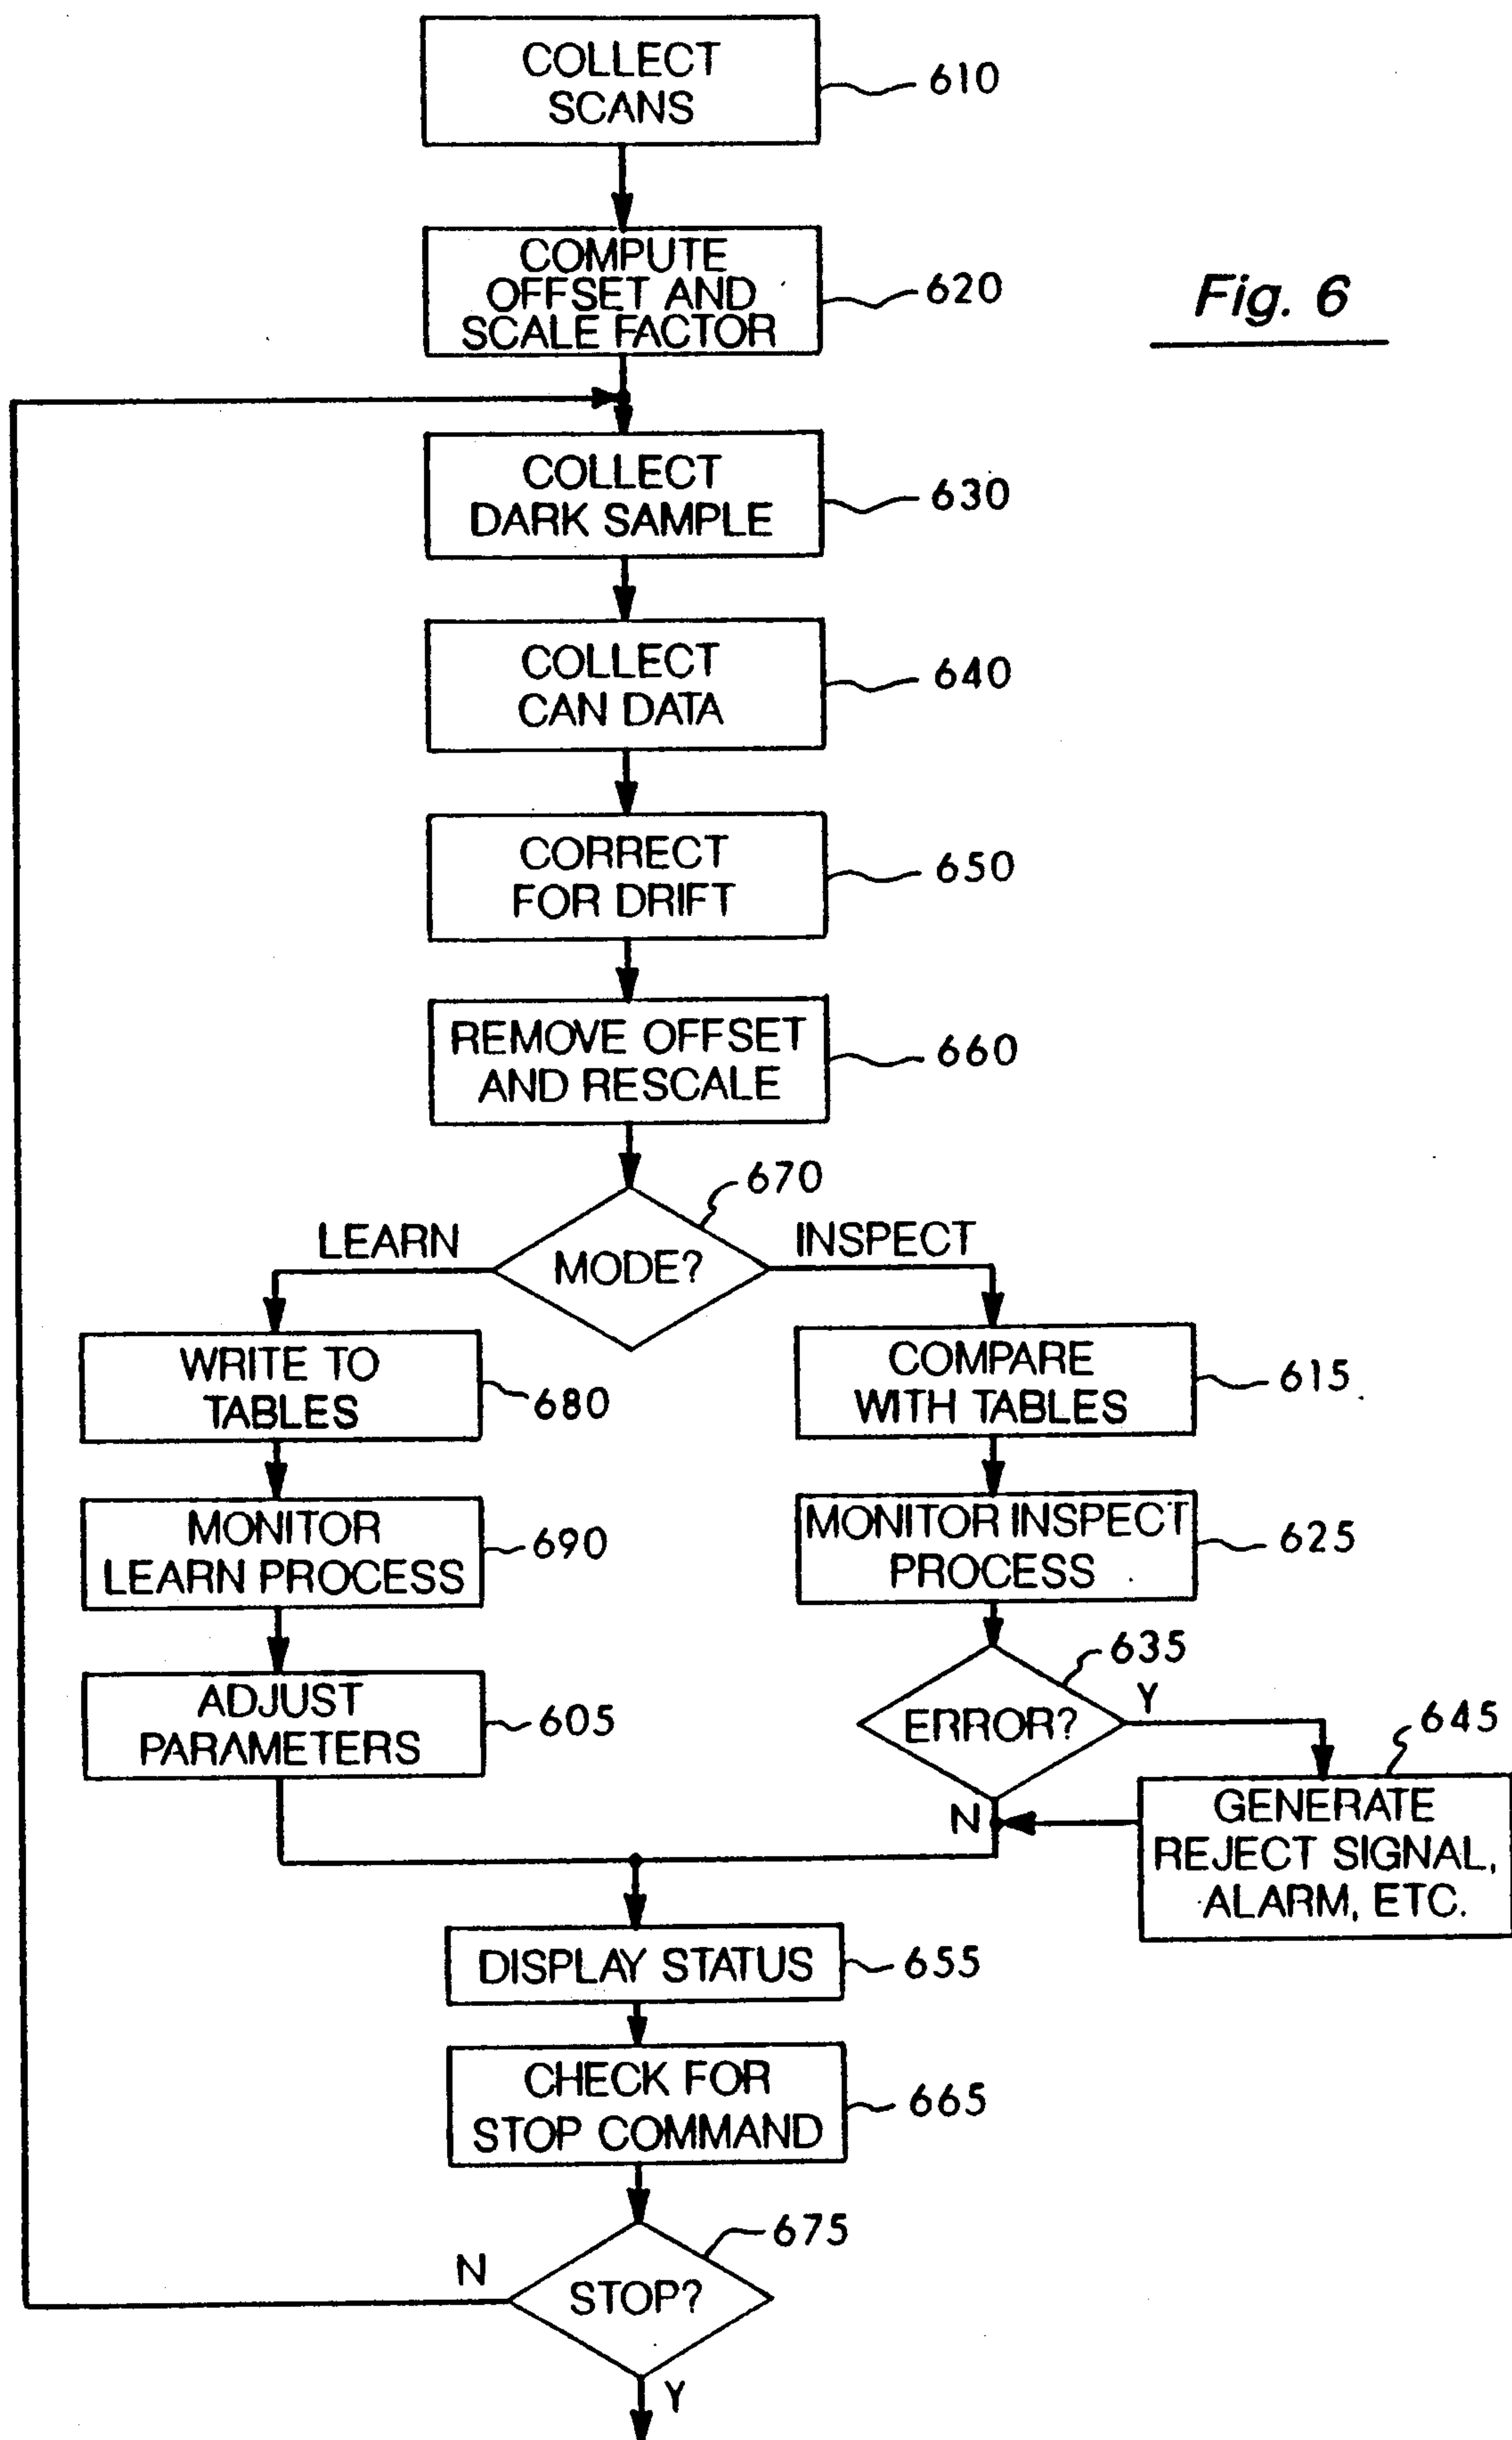 COLLECT
SCANS
610
COMPUTE
OFFSET AND
SCALE FACTOR
620
Fig. 6
COLLECT
DARK SAMPLE
630
COLLECT
CAN DATA
640
CORRECT
FOR DRIFT
650
REMOVE OFFSET
AND RESCALE
660
670
MODE?
LEARN
INSPECT
WRITE TO
TABLES
680
COMPARE
WITH TABLES
615
MONITOR
LEARN PROCESS
690
MONITOR INSPECT
PROCESS
625
ADJUST
PARAMETERS
605
635
ERROR?
Y
N
645
GENERATE
REJECT SIGNAL,
ALARM, ETC.
DISPLAY STATUS
655
CHECK FOR
STOP COMMAND
665
675
STOP?
N
Y